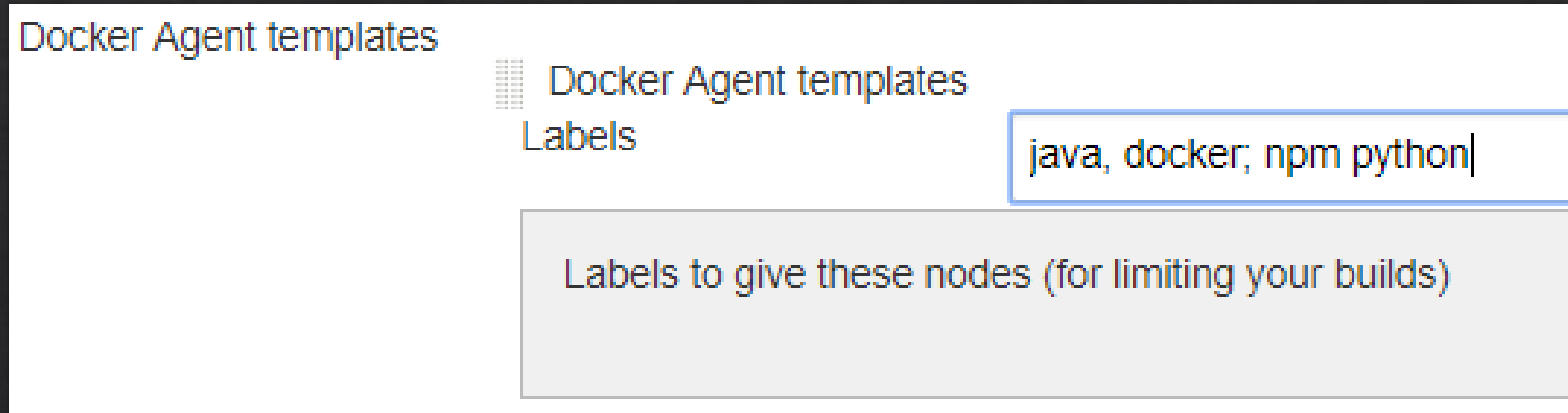 Docker Agent templates
Docker Agent templates
Labels
java, docker; npm python
Labels to give these nodes (for limiting your builds)